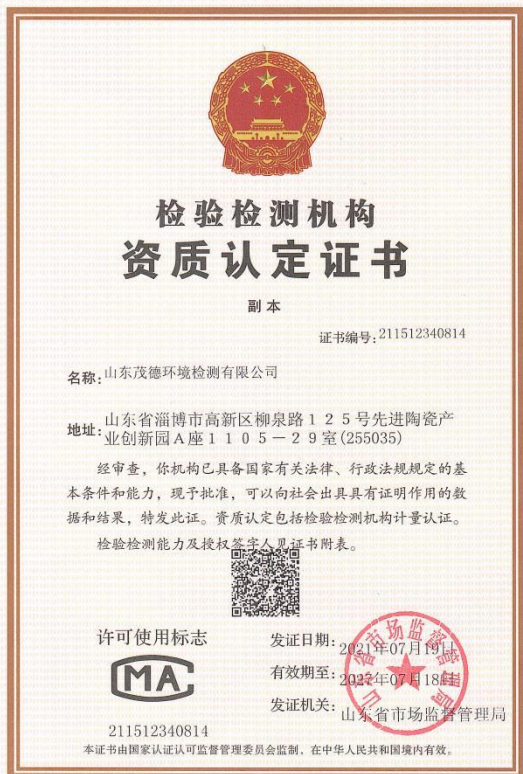 检验检测机构
资质认定证书
副本
证书编号:211512340814
名称:山东茂德环境检测有限公司
地址:山东省淄博市高新区柳泉路125号先进陶瓷产
业创新园A座1105-29室(255035)
经审查,你机构已具备国家有关法律、行政法规规定的基
本条件和能力,现予批准,可以向社会出具具有证明作用的数
据和结果,特发此证。资质认定包括检验检测机构计量认证。
检验检测能力及授权签字人见证书附表。
许可使用标志
MA
211512340814
发证日期:2021年07月19日
有效期至:2027年07月18日
发证机关:山东省市场监督管理局
山东省市场监督管理局
本证书由国家认证认可监督管理委员会监制,在中华人民共和国境内有效。